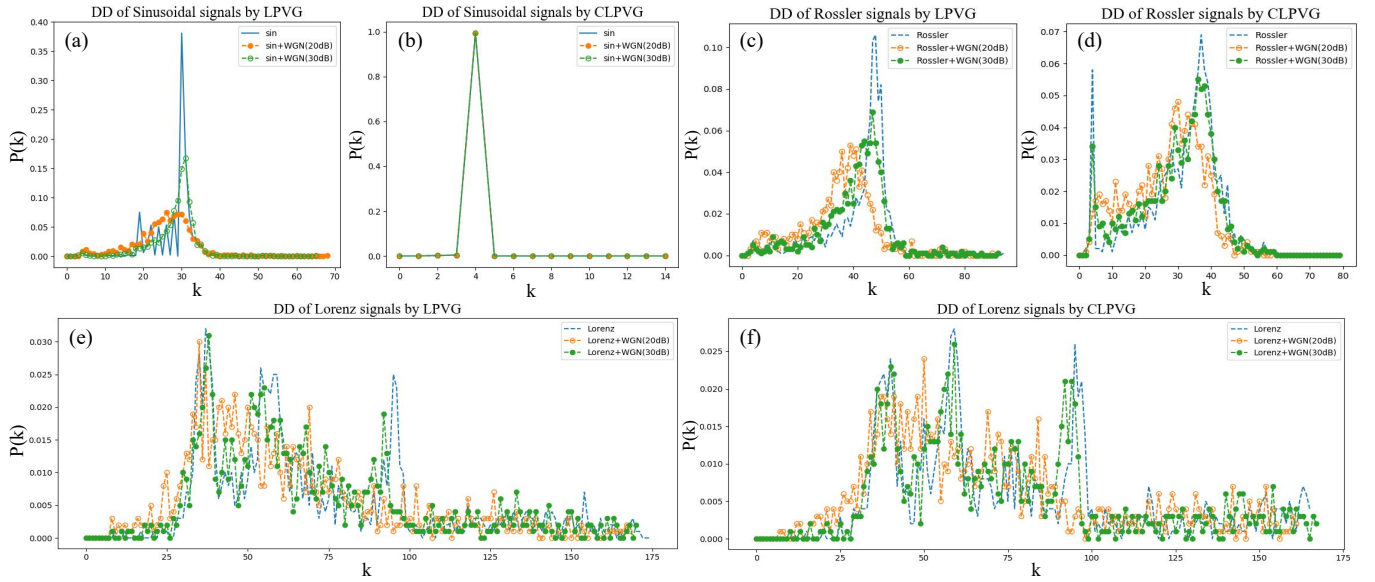 DD of Sinusoidal signals by LPVG
(a)
sin
sin+WGN(20dB)
sin+WGN(30dB)
P(k)
0.40
0.35
0.30
0.25
0.20
0.15
0.10
0.05
0.00
0 10 20 30 40 50 60 70
k
DD of Sinusoidal signals by CLPVG
(b)
sin
sin+WGN(20dB)
sin+WGN(30dB)
P(k)
1.0
0.8
0.6
0.4
0.2
0.0
0 2 4 6 8 10 12 14
k
DD of Rossler signals by LPVG
(c)
Rossler
Rossler+WGN(20dB)
Rossler+WGN(30dB)
P(k)
0.10
0.08
0.06
0.04
0.02
0.00
0 20 40 60 80
k
DD of Rossler signals by CLPVG
(d)
Rossler
Rossler+WGN(20dB)
Rossler+WGN(30dB)
P(k)
0.07
0.06
0.05
0.04
0.03
0.02
0.01
0.00
0 10 20 30 40 50 60 70 80
k
DD of Lorenz signals by LPVG
(e)
Lorenz
Lorenz+WGN(20dB)
Lorenz+WGN(30dB)
P(k)
0.030
0.025
0.020
0.015
0.010
0.005
0.000
0 25 50 75 100 125 150 175
k
DD of Lorenz signals by CLPVG
(f)
Lorenz
Lorenz+WGN(20dB)
Lorenz+WGN(30dB)
P(k)
0.025
0.020
0.015
0.010
0.005
0.000
0 25 50 75 100 125 150 175
k